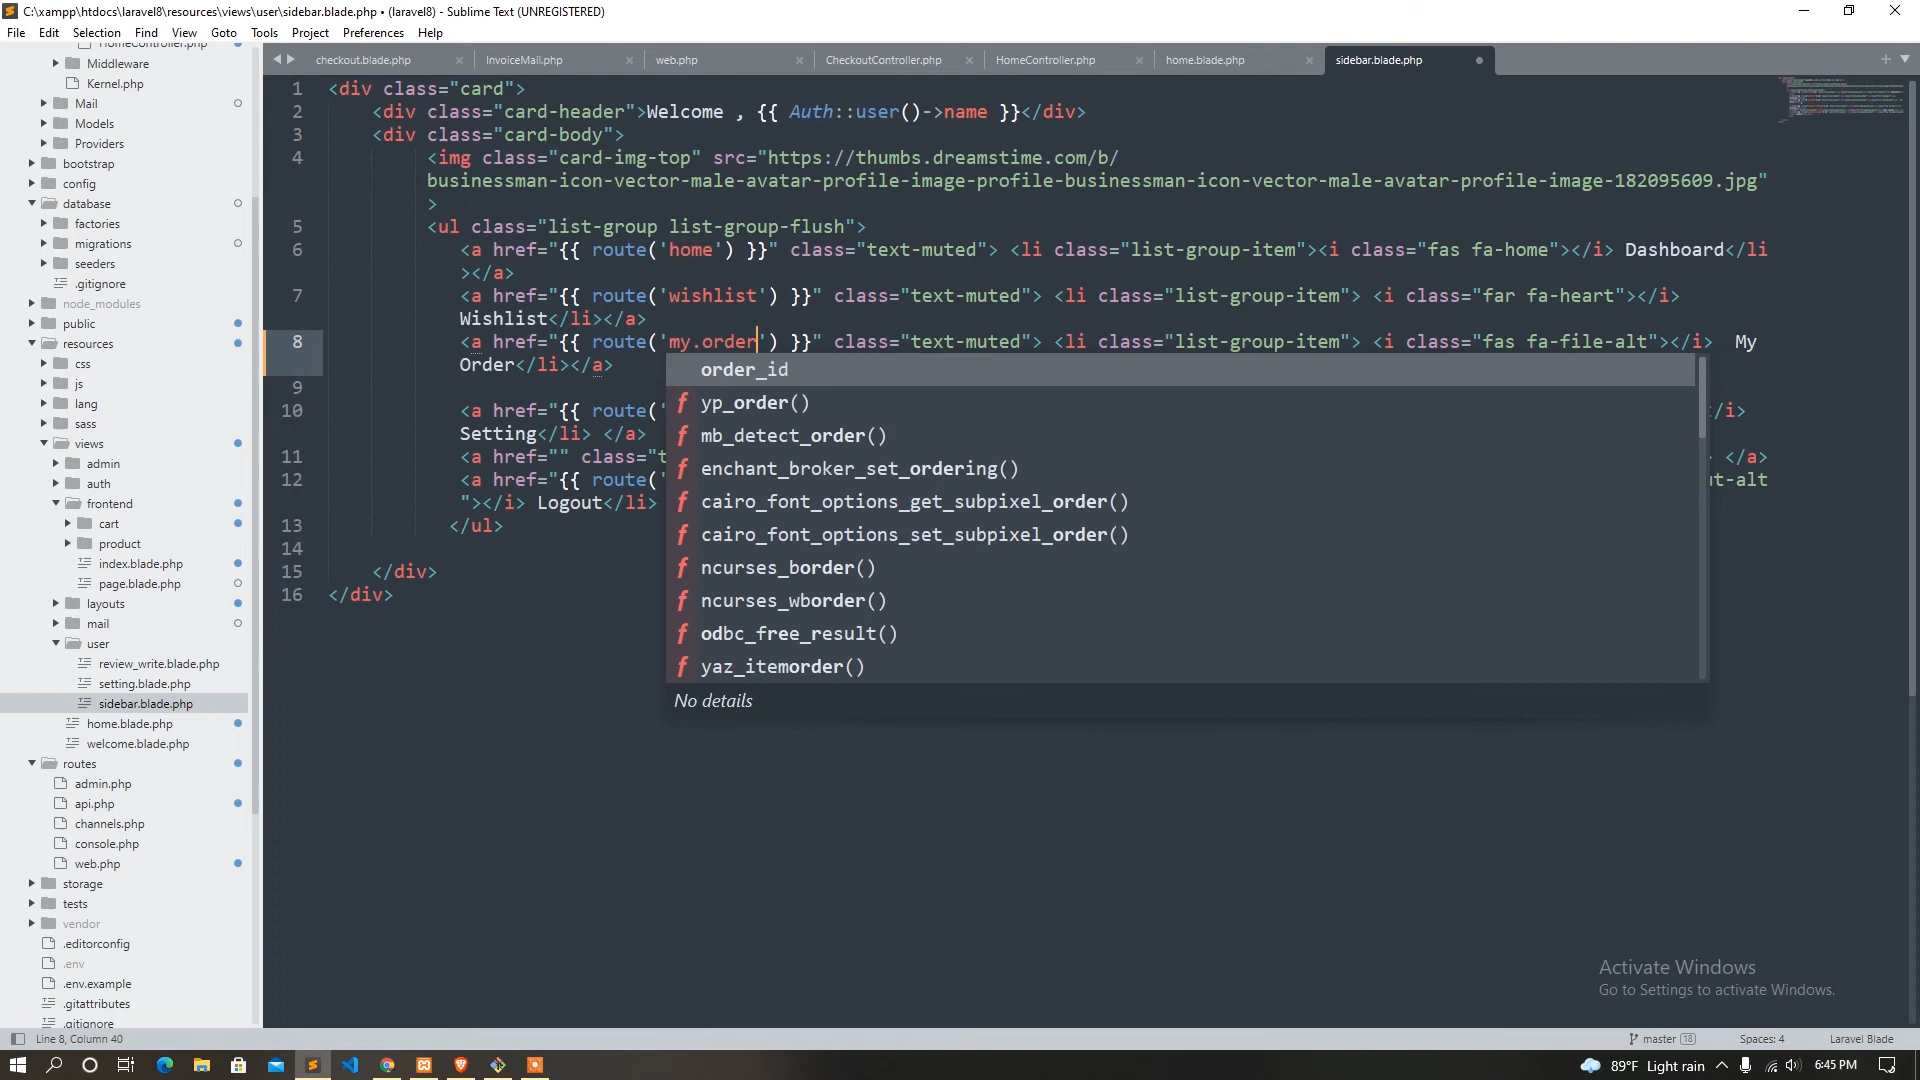 C:\xampp\htdocs\laravel8\resources\views\user\sidebar.blade.php • (laravel8) - Sublime Text (UNREGISTERED)
File Edit Selection Find View Goto Tools Project Preferences Help
HomeController.php
Middleware
Kernel.php
Mail
Models
Providers
bootstrap
config
database
factories
migrations
seeders
.gitignore
node_modules
public
resources
css
js
lang
sass
views
admin
auth
frontend
cart
product
index.blade.php
page.blade.php
layouts
mail
user
review_write.blade.php
setting.blade.php
sidebar.blade.php
home.blade.php
welcome.blade.php
routes
admin.php
api.php
channels.php
console.php
web.php
storage
tests
vendor
.editorconfig
.env
.env.example
.gitattributes
.gitignore
checkout.blade.php InvoiceMail.php web.php CheckoutController.php HomeController.php home.blade.php sidebar.blade.php
1 <div class="card">
2 <div class="card-header">Welcome , {{ Auth::user()->name }}</div>
3 <div class="card-body">
4 <img class="card-img-top" src="https://thumbs.dreamstime.com/b/
businessman-icon-vector-male-avatar-profile-image-profile-businessman-icon-vector-male-avatar-profile-image-182095609.jpg"
>
5 <ul class="list-group list-group-flush">
6 <a href="{{ route('home') }}" class="text-muted"> <li class="list-group-item"><i class="fas fa-home"></i> Dashboard</li
></a>
7 <a href="{{ route('wishlist') }}" class="text-muted"> <li class="list-group-item"> <i class="far fa-heart"></i>
Wishlist</li></a>
8 <a href="{{ route('my.order') }}" class="text-muted"> <li class="list-group-item"> <i class="fas fa-file-alt"></i> My
Order</li></a>
9
10 <a href="{{ route(' /i>
Setting</li> </a>
11 <a href="" class="t </a>
12 <a href="{{ route(' t-alt
"></i> Logout</li>
13 </ul>
14
15 </div>
16 </div>
order_id
f yp_order()
f mb_detect_order()
f enchant_broker_set_ordering()
f cairo_font_options_get_subpixel_order()
f cairo_font_options_set_subpixel_order()
f ncurses_border()
f ncurses_wborder()
f odbc_free_result()
f yaz_itemorder()
No details
Activate Windows
Go to Settings to activate Windows.
Line 8, Column 40 master 18 Spaces: 4 Laravel Blade
89°F Light rain 6:45 PM